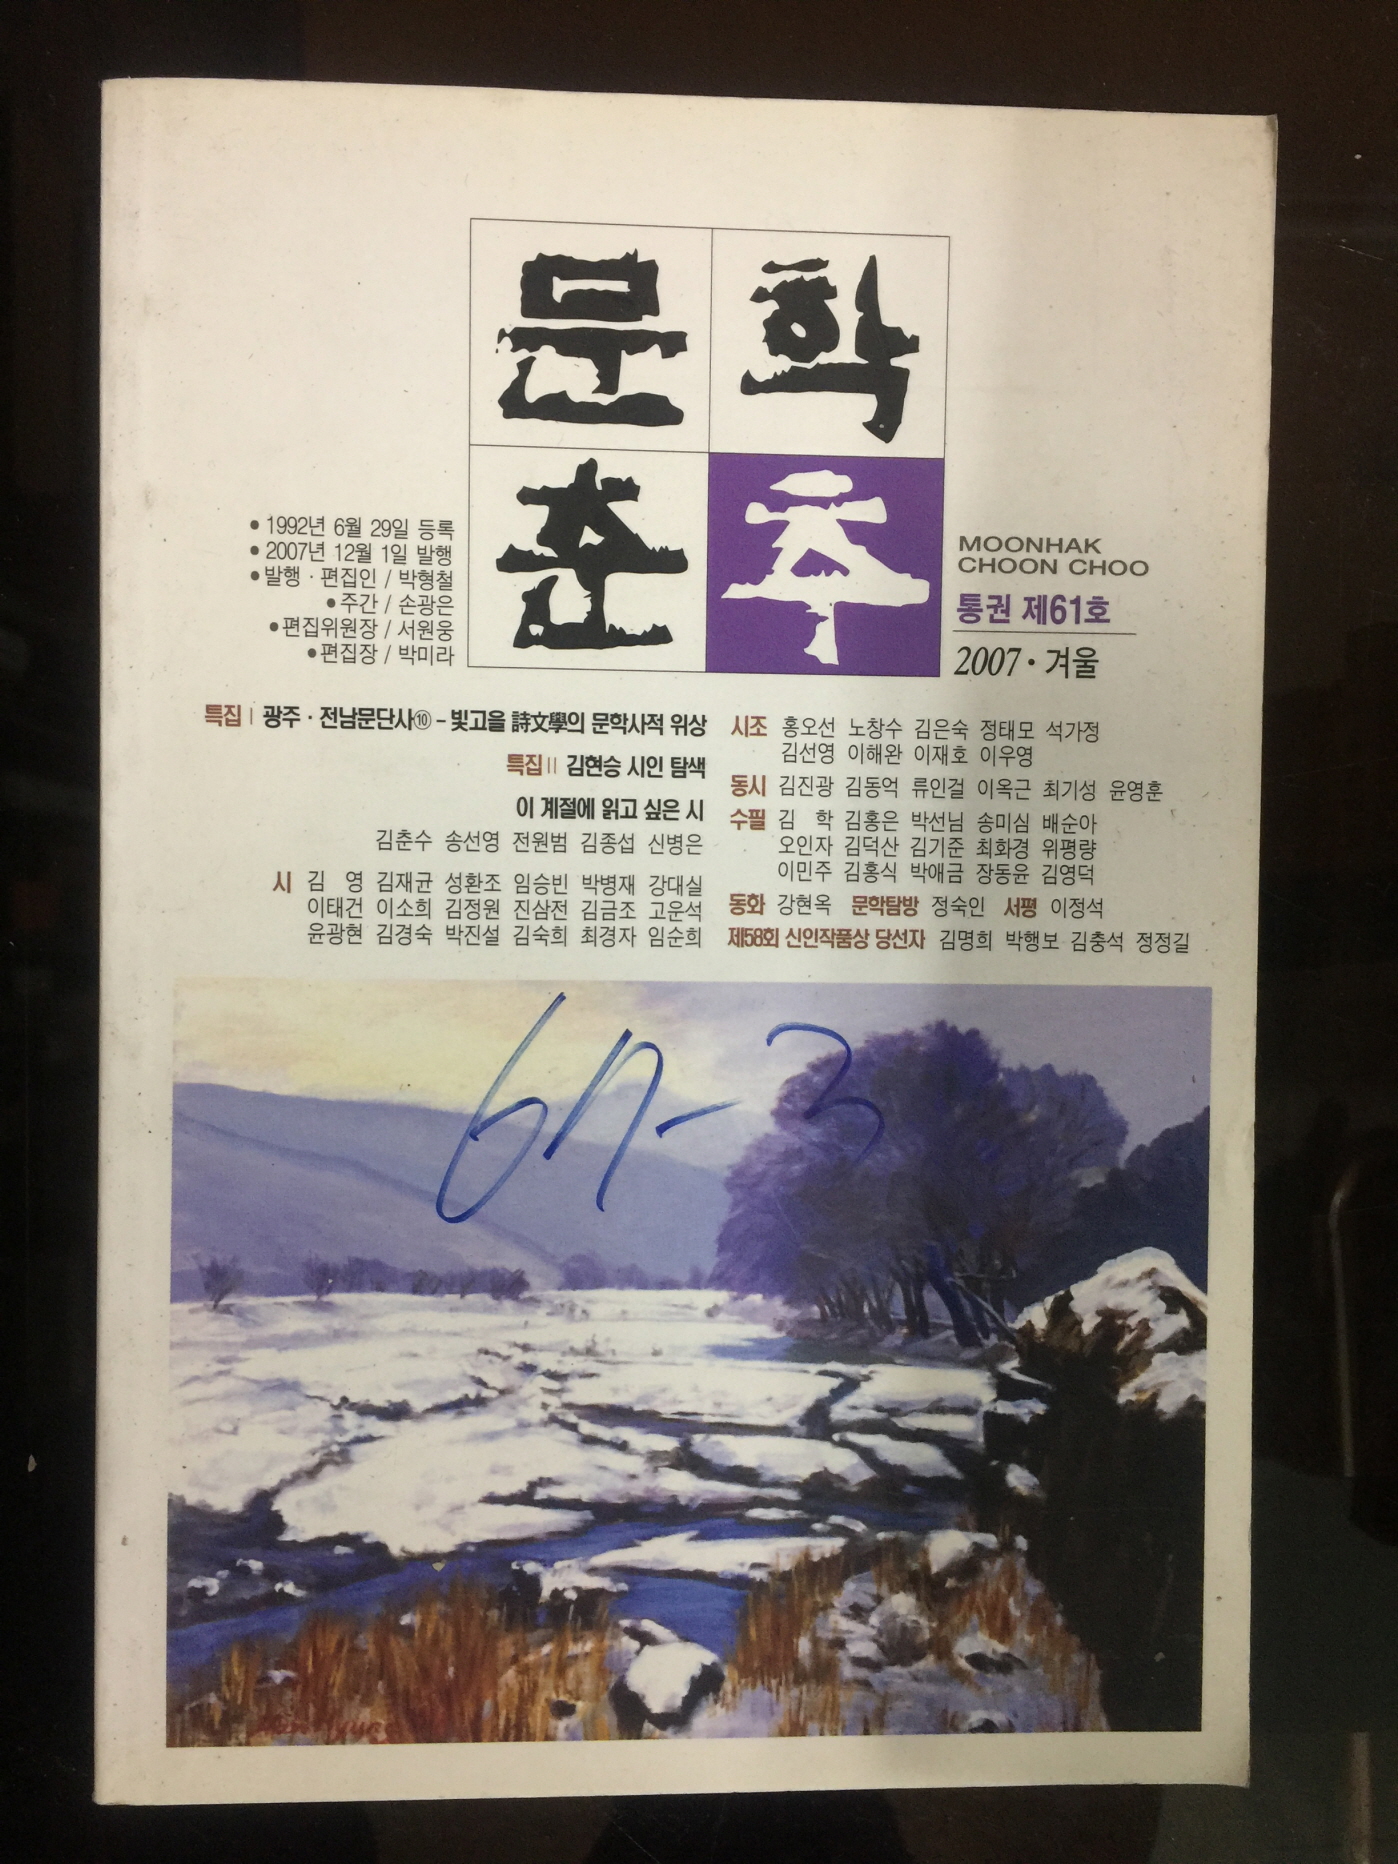 문학
춘추
• 1992년 6월 29일 등록
• 2007년 12월 1일 발행
• 발행 · 편집인 / 박형철
• 주간 / 손광은
• 편집위원장 / 서원웅
• 편집장 / 박미라
MOONHAK
CHOON CHOO
통권 제61호
2007 · 겨울
특집Ⅰ 광주 · 전남문단사⑩ – 빛고을 詩文學의 문학사적 위상
특집Ⅱ 김현승 시인 탐색
이 계절에 읽고 싶은 시
김춘수 송선영 전원범 김종섭 신병은
시 김 영 김재균 성환조 임승빈 박병재 강대실
이태건 이소희 김정원 진삼전 김금조 고운석
윤광현 김경숙 박진설 김숙희 최경자 임순희
시조 홍오선 노창수 김은숙 정태모 석가정
김선영 이해완 이재호 이우영
동시 김진광 김동억 류인걸 이옥근 최기성 윤영훈
수필 김 학 김홍은 박선님 송미심 배순아
오인자 김덕산 김기준 최화경 위평량
이민주 김홍식 박애금 장동윤 김영덕
동화 강현옥 문학탐방 정숙인 서평 이정석
제58회 신인작품상 당선자 김명희 박행보 김충석 정정길
67-3